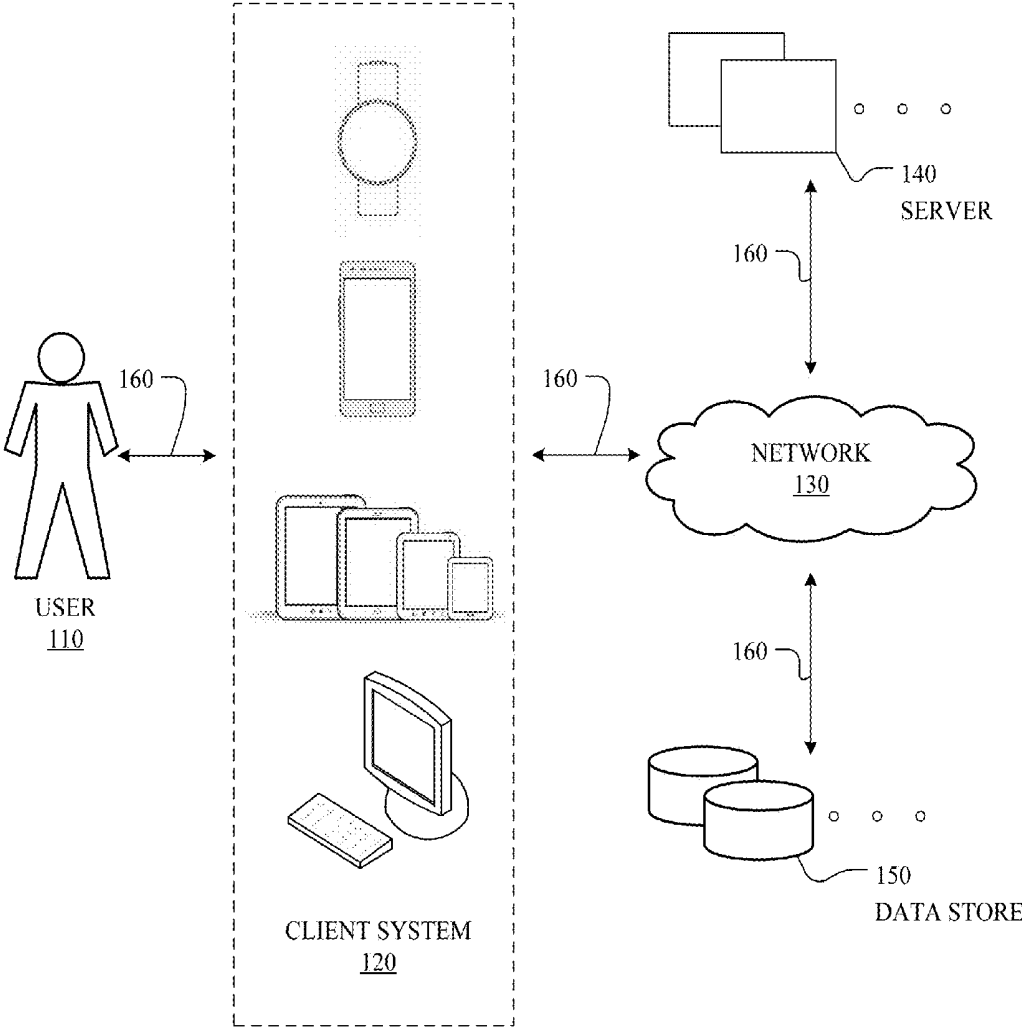 140
SERVER
160
160
160
NETWORK
130
USER
110
160
150
DATA STORE
CLIENT SYSTEM
120